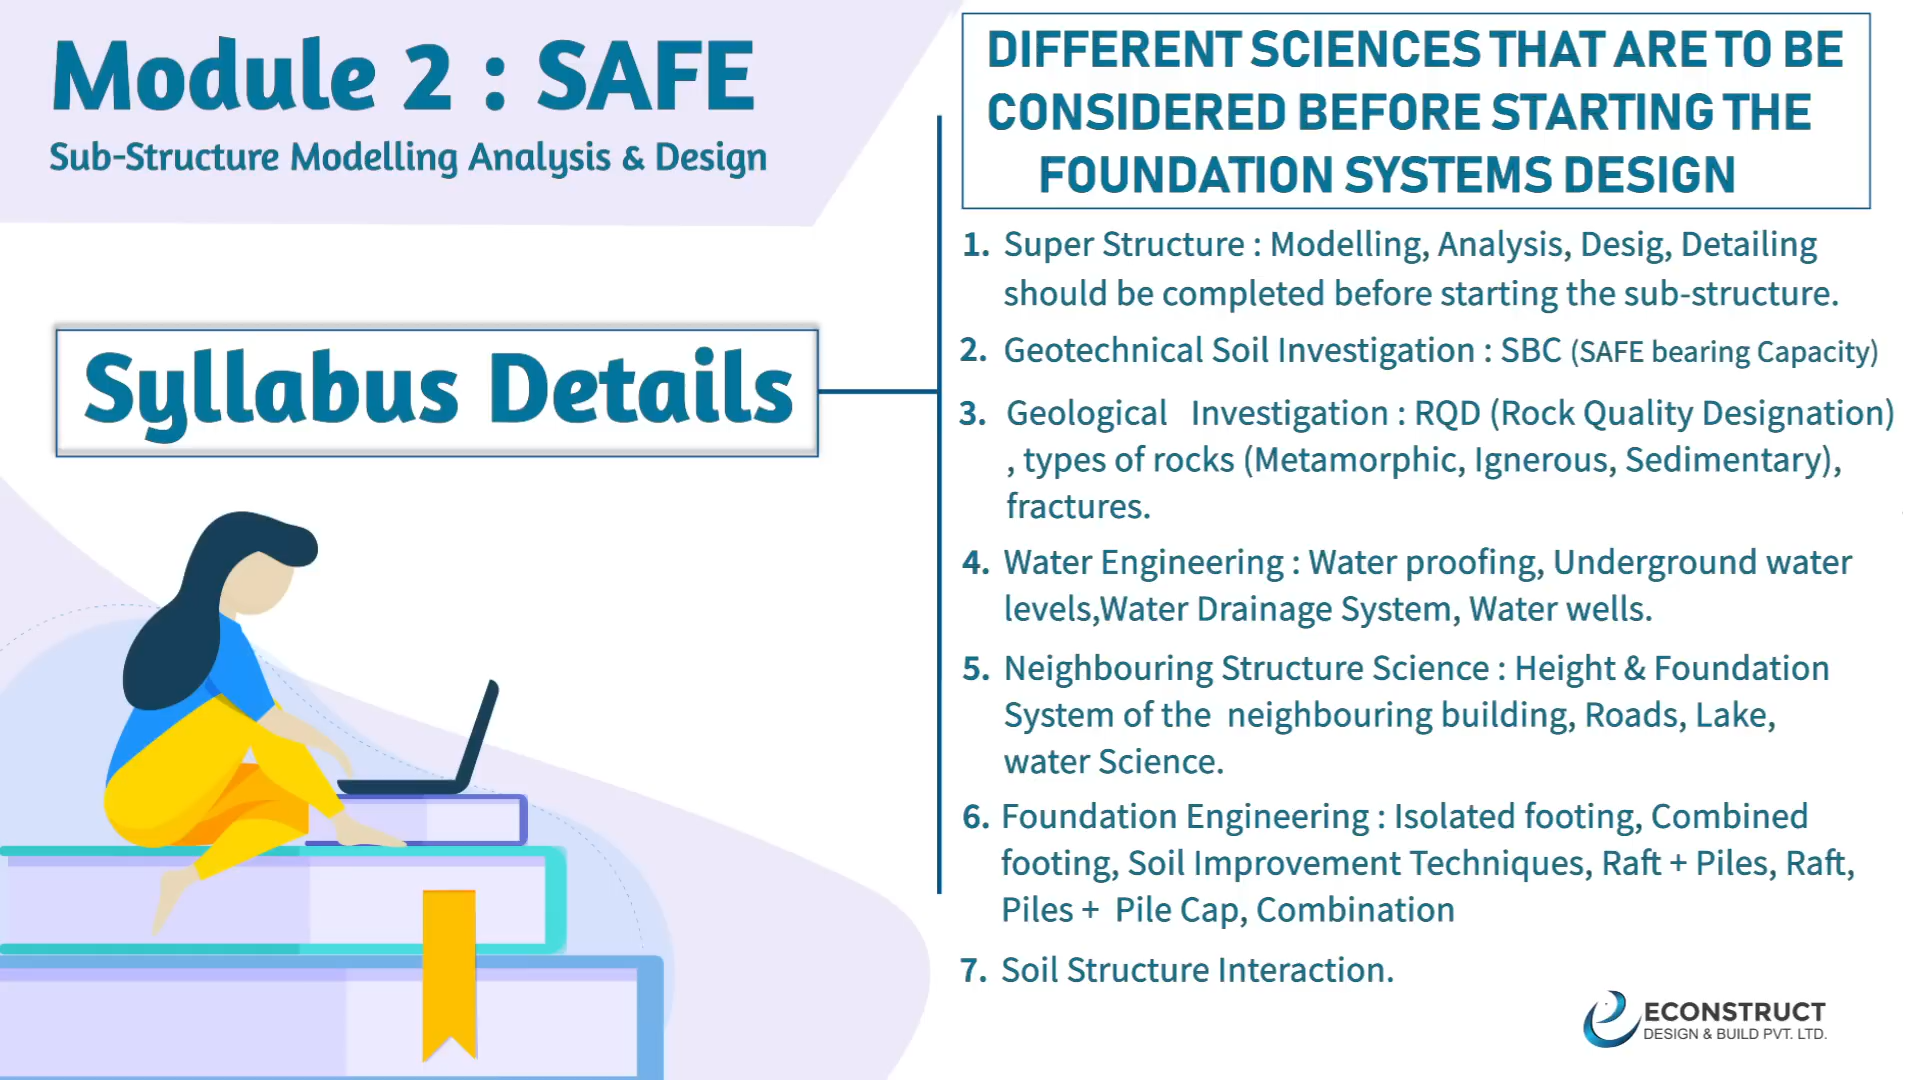 Module 2 : SAFE
Sub-Structure Modelling Analysis & Design
Syllabus Details
DIFFERENT SCIENCES THAT ARE TO BE
CONSIDERED BEFORE STARTING THE
FOUNDATION SYSTEMS DESIGN
1. Super Structure : Modelling, Analysis, Desig, Detailing
should be completed before starting the sub-structure.
2. Geotechnical Soil Investigation : SBC (SAFE bearing Capacity)
3. Geological Investigation : RQD (Rock Quality Designation)
, types of rocks (Metamorphic, Ignerous, Sedimentary),
fractures.
4. Water Engineering : Water proofing, Underground water
levels,Water Drainage System, Water wells.
5. Neighbouring Structure Science : Height & Foundation
System of the neighbouring building, Roads, Lake,
water Science.
6. Foundation Engineering : Isolated footing, Combined
footing, Soil Improvement Techniques, Raft + Piles, Raft,
Piles + Pile Cap, Combination
7. Soil Structure Interaction.
ECONSTRUCT
DESIGN & BUILD PVT. LTD.